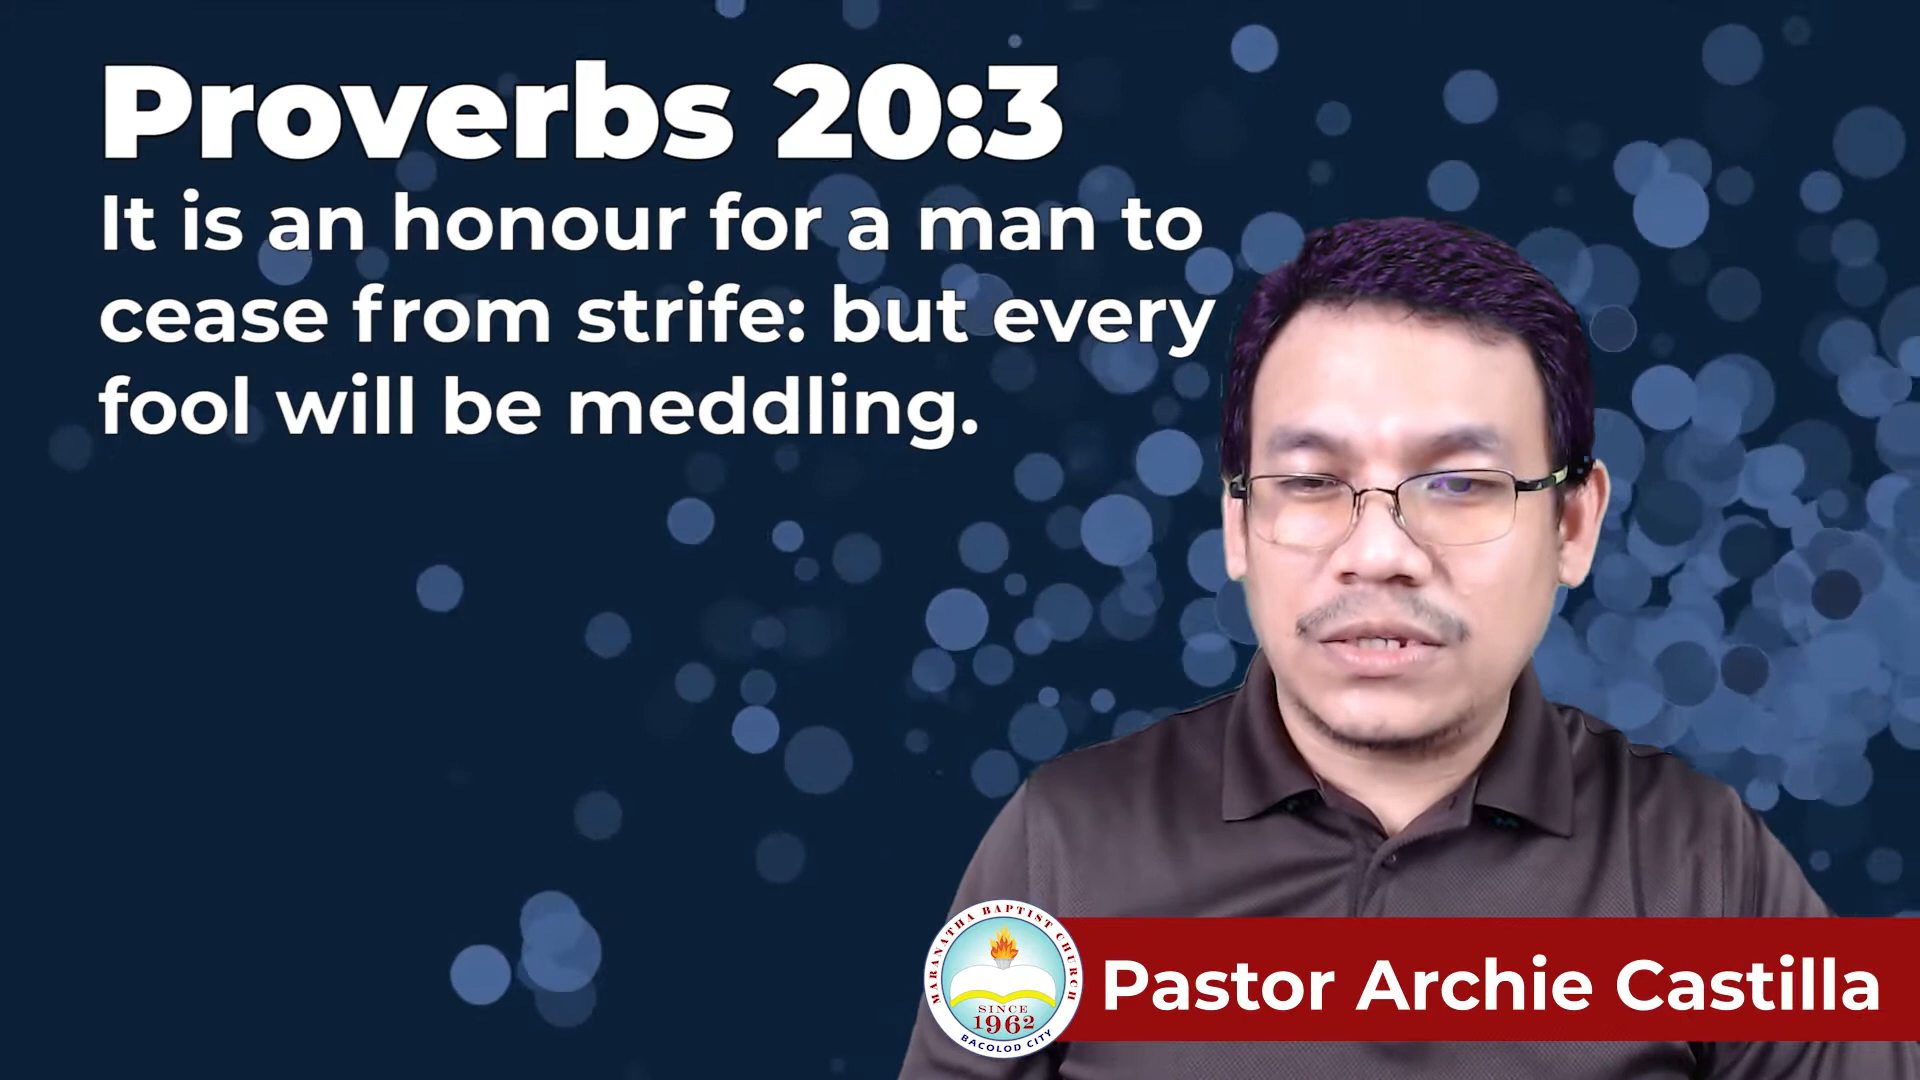 Proverbs 20:3
It is an honour for a man to
cease from strife: but every
fool will be meddling.
MARANATHA BAPTIST CHURCH
SINCE
1962
BACOLOD CITY
Pastor Archie Castilla